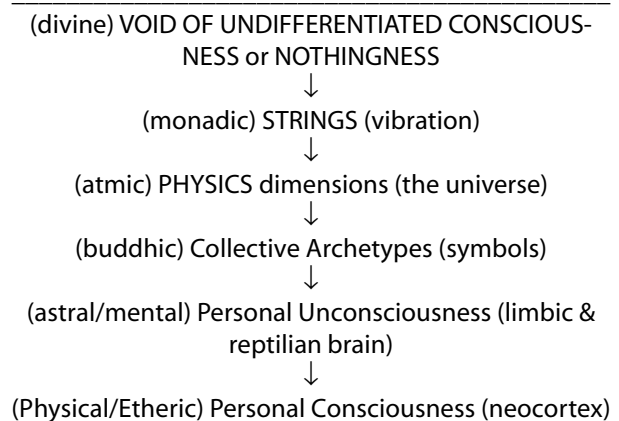 (divine) VOID OF UNDIFFERENTIATED CONSCIOUS-
NESS or NOTHINGNESS
↓
(monadic) STRINGS (vibration)
↓
(atmic) PHYSICS dimensions (the universe)
↓
(buddhic) Collective Archetypes (symbols)
↓
(astral/mental) Personal Unconsciousness (limbic &
reptilian brain)
↓
(Physical/Etheric) Personal Consciousness (neocortex)